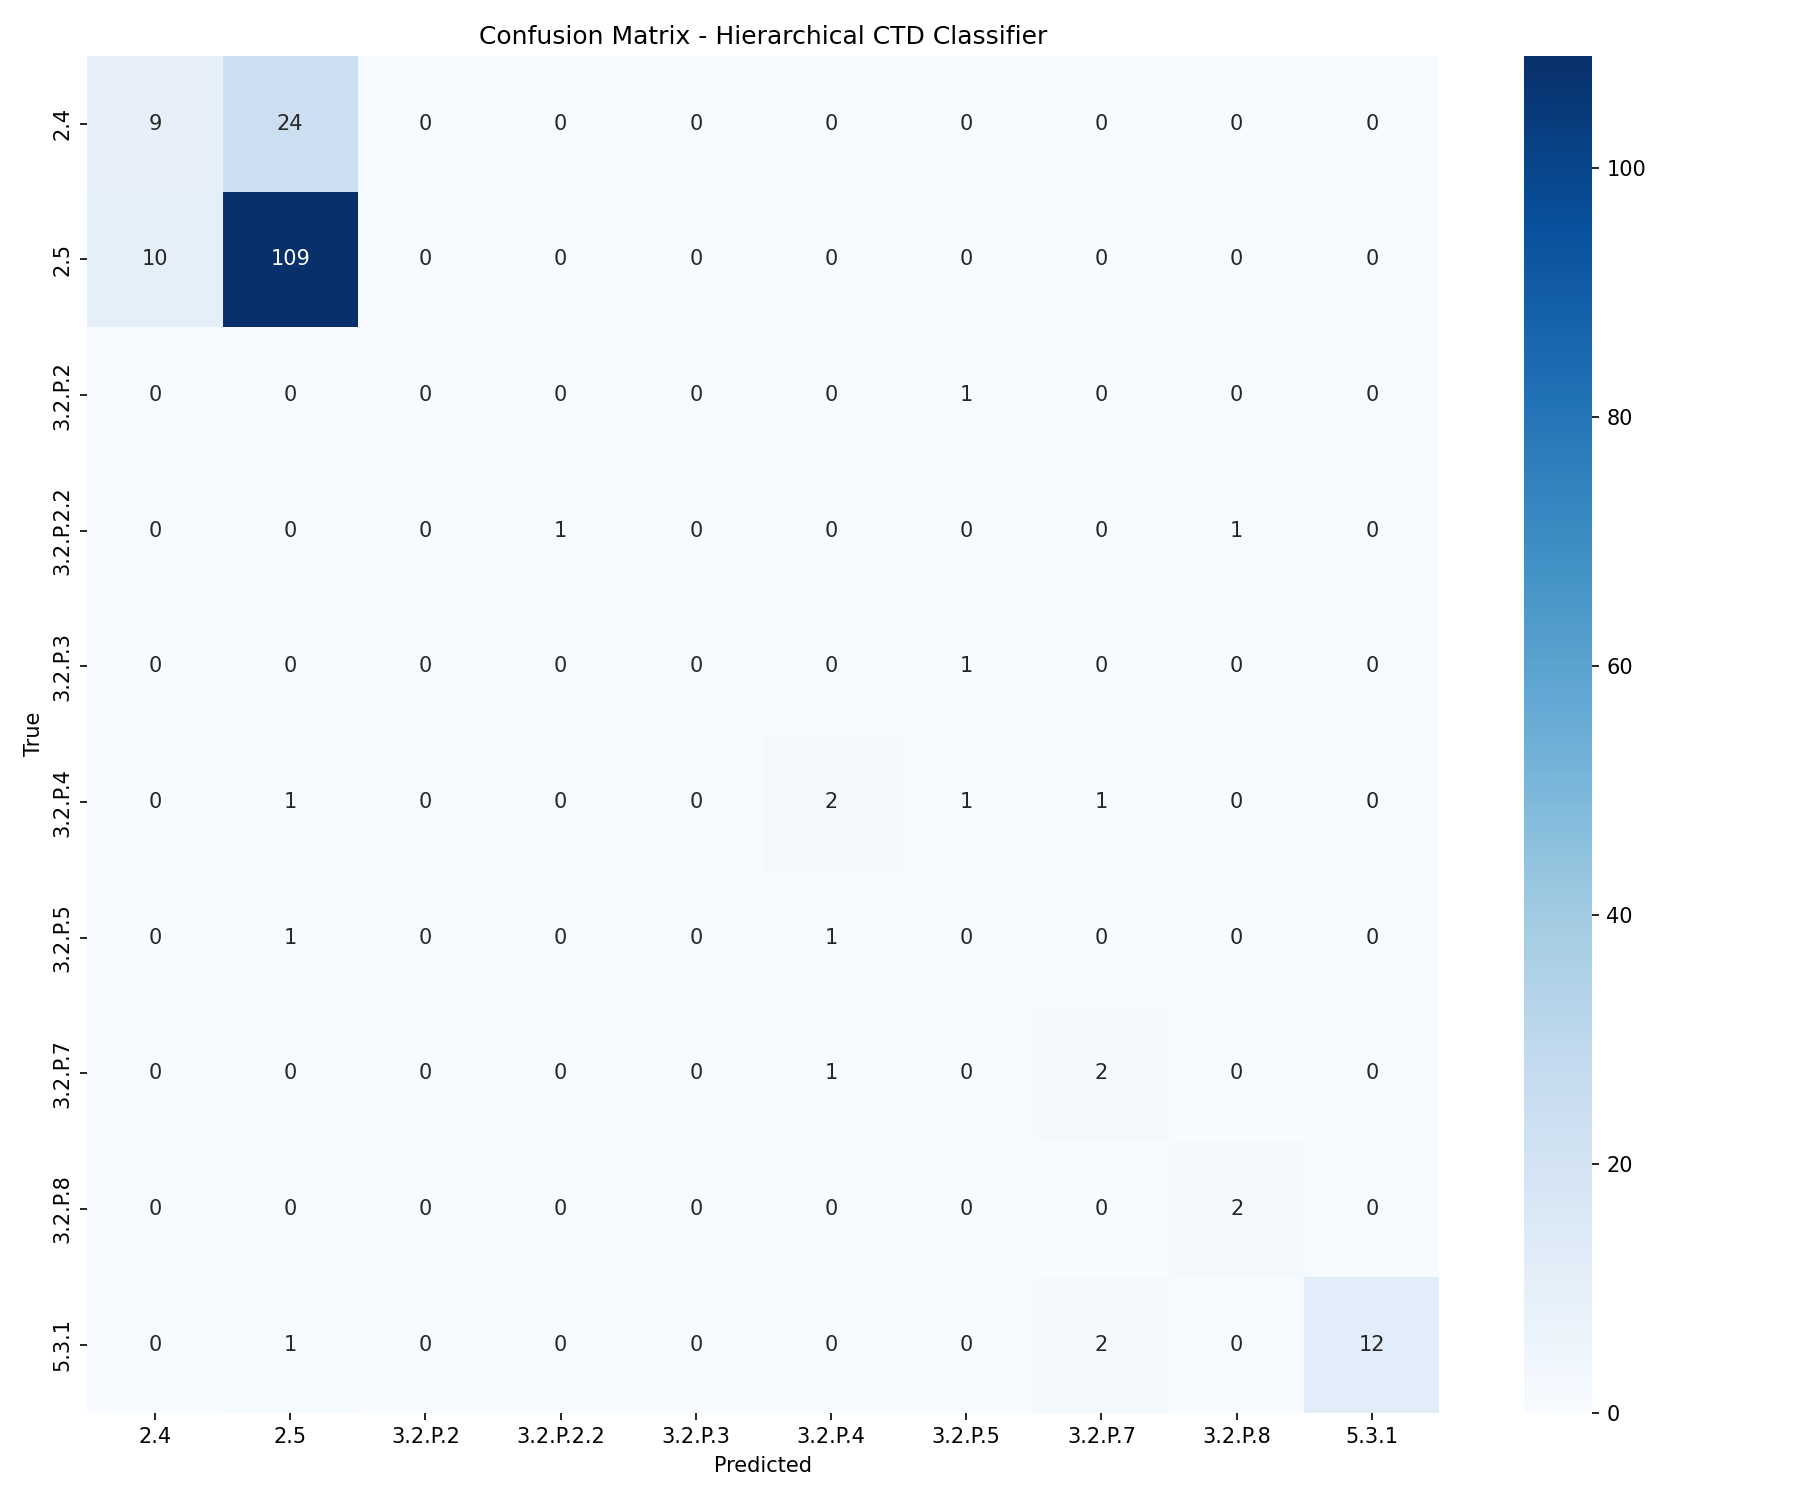 Confusion Matrix - Hierarchical CTD Classifier
True
2.4 9 24 0 0 0 0 0 0 0 0
2.5 10 109 0 0 0 0 0 0 0 0
3.2.P.2 0 0 0 0 0 0 1 0 0 0
3.2.P.2.2 0 0 0 1 0 0 0 0 1 0
3.2.P.3 0 0 0 0 0 0 1 0 0 0
3.2.P.4 0 1 0 0 0 2 1 1 0 0
3.2.P.5 0 1 0 0 0 1 0 0 0 0
3.2.P.7 0 0 0 0 0 1 0 2 0 0
3.2.P.8 0 0 0 0 0 0 0 0 2 0
5.3.1 0 1 0 0 0 0 0 2 0 12
2.4 2.5 3.2.P.2 3.2.P.2.2 3.2.P.3 3.2.P.4 3.2.P.5 3.2.P.7 3.2.P.8 5.3.1
Predicted
100
80
60
40
20
0